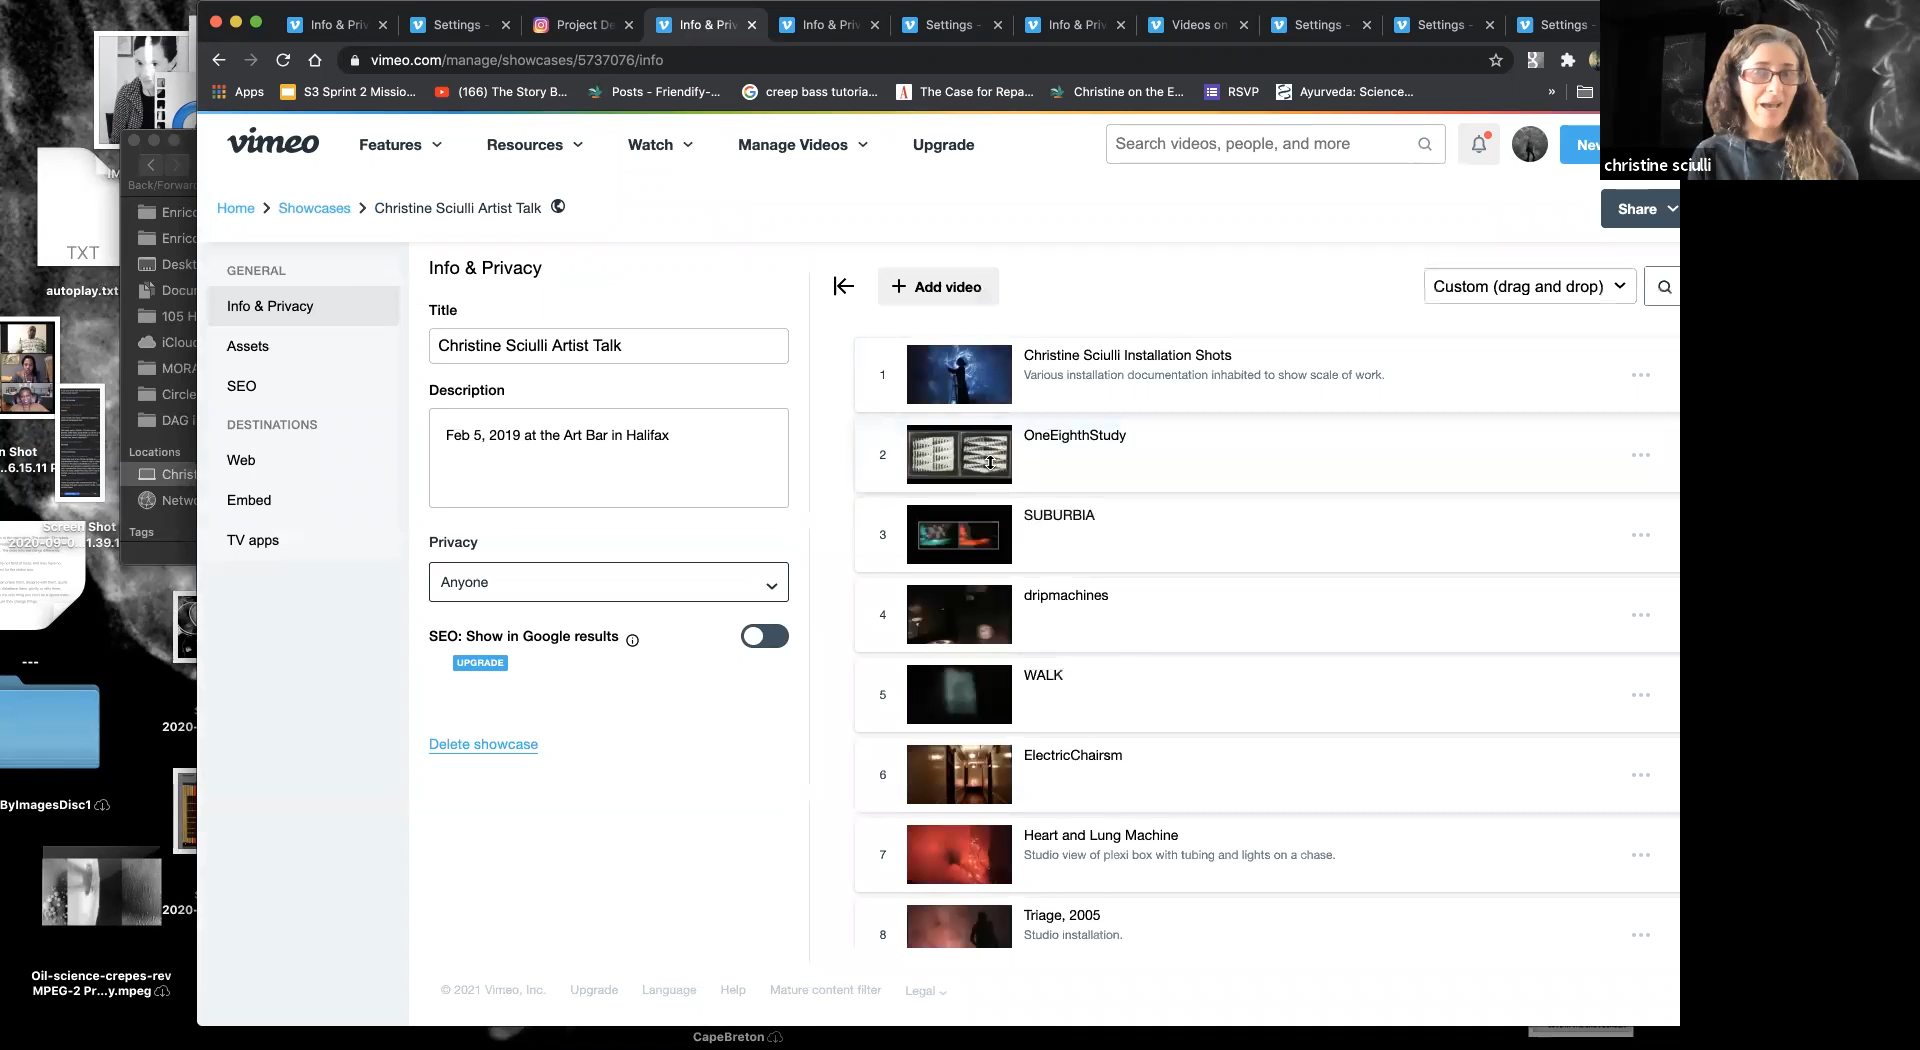 Info & Priv
Settings -
Project De
Info & Priv
Info & Priv
Settings -
Info & Priv
Videos on
Settings -
Settings -
Settings -
vimeo.com/manage/showcases/5737076/info
Apps
S3 Sprint 2 Missio...
(166) The Story B...
Posts - Friendify-...
creep bass tutoria...
The Case for Repa...
Christine on the E...
RSVP
Ayurveda: Science...
»
vimeo
Features
Resources
Watch
Manage Videos
Upgrade
Search videos, people, and more
New
christine sciulli
Home
Showcases
Christine Sciulli Artist Talk
Share
GENERAL
Info & Privacy
Assets
SEO
DESTINATIONS
Web
Embed
TV apps
Info & Privacy
Title
Christine Sciulli Artist Talk
Description
Feb 5, 2019 at the Art Bar in Halifax
Privacy
Anyone
SEO: Show in Google results
UPGRADE
Delete showcase
+ Add video
Custom (drag and drop)
1
Christine Sciulli Installation Shots
Various installation documentation inhabited to show scale of work.
2
OneEighthStudy
3
SUBURBIA
4
dripmachines
5
WALK
6
ElectricChairsm
7
Heart and Lung Machine
Studio view of plexi box with tubing and lights on a chase.
8
Triage, 2005
Studio installation.
© 2021 Vimeo, Inc.
Upgrade
Language
Help
Mature content filter
Legal
IM
Back/Forward
Enric
Enric
Deskt
Docu
105 H
iCloud
MORA
Circle
DAG i
Locations
Christ
Netwo
Tags
TXT
autoplay.txt
n Shot
...6.15.11 P
Screen Shot
2020-09-0...1.39.1
---
2020-
ByImagesDisc1
2020-
Oil-science-crepes-rev
MPEG-2 Pr...y.mpeg
CapeBreton